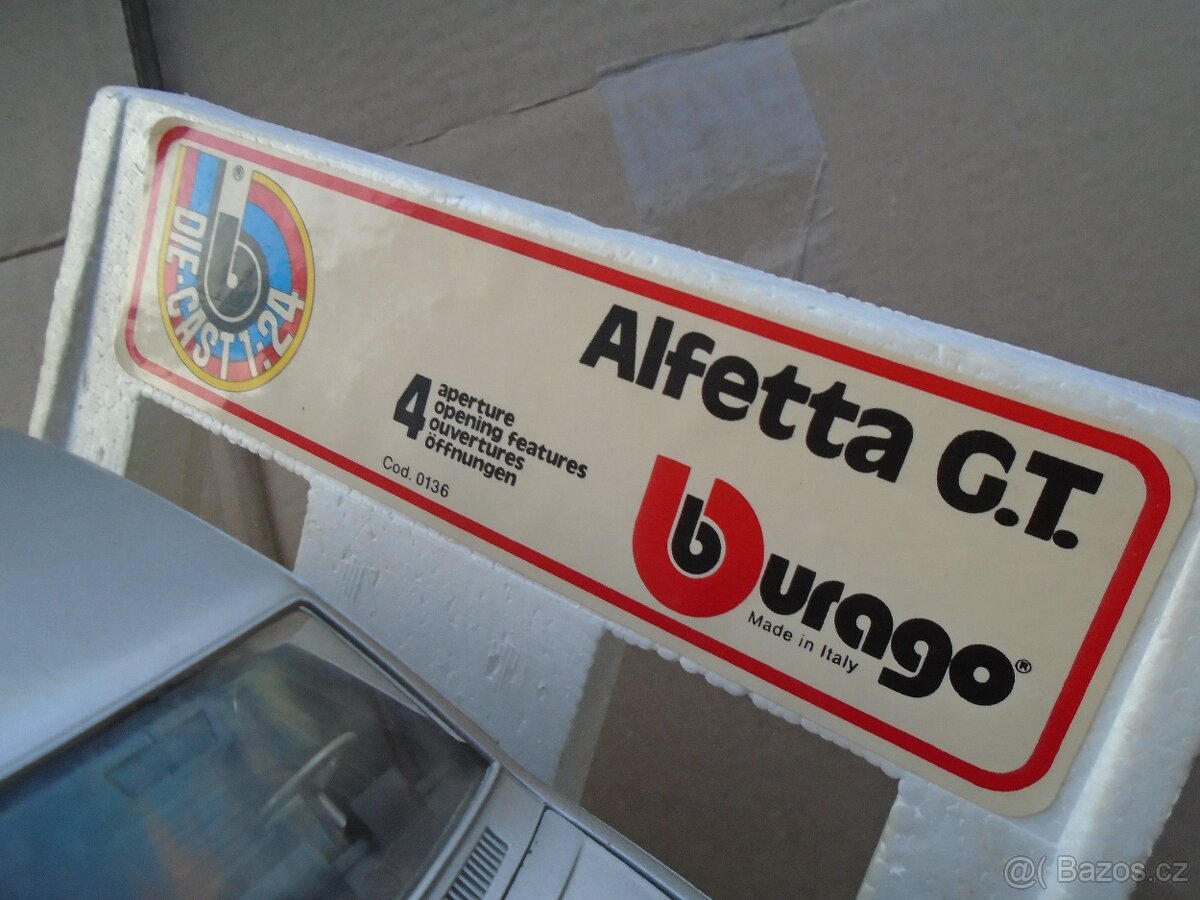 DIE-CAST 1:24
®
Alfetta G.T.
4 aperture
opening features
ouvertures
öffnungen
Cod. 0136
burago®
Made in Italy
@( Bazos.cz